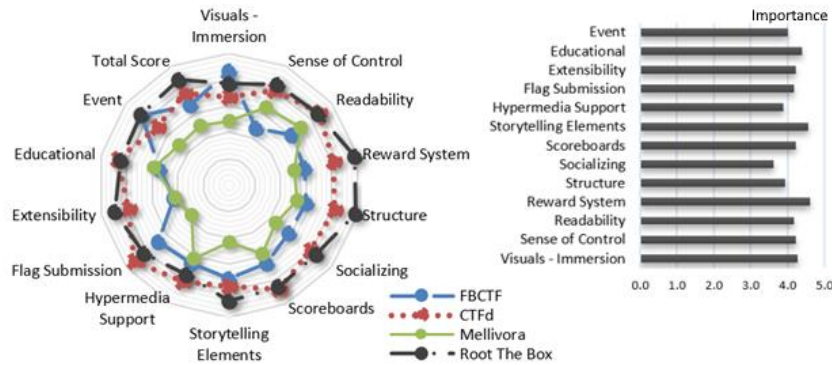 Visuals -
Immersion
Total Score
Sense of Control
Event
Readability
Educational
Reward System
Extensibility
Structure
Flag Submission
Socializing
Hypermedia
Support
Scoreboards
Storytelling
Elements
FBCTF
CTFd
Mellivora
Root The Box
Importance
Event
Educational
Extensibility
Flag Submission
Hypermedia Support
Storytelling Elements
Scoreboards
Socializing
Structure
Reward System
Readability
Sense of Control
Visuals - Immersion
0.0 1.0 2.0 3.0 4.0 5.0